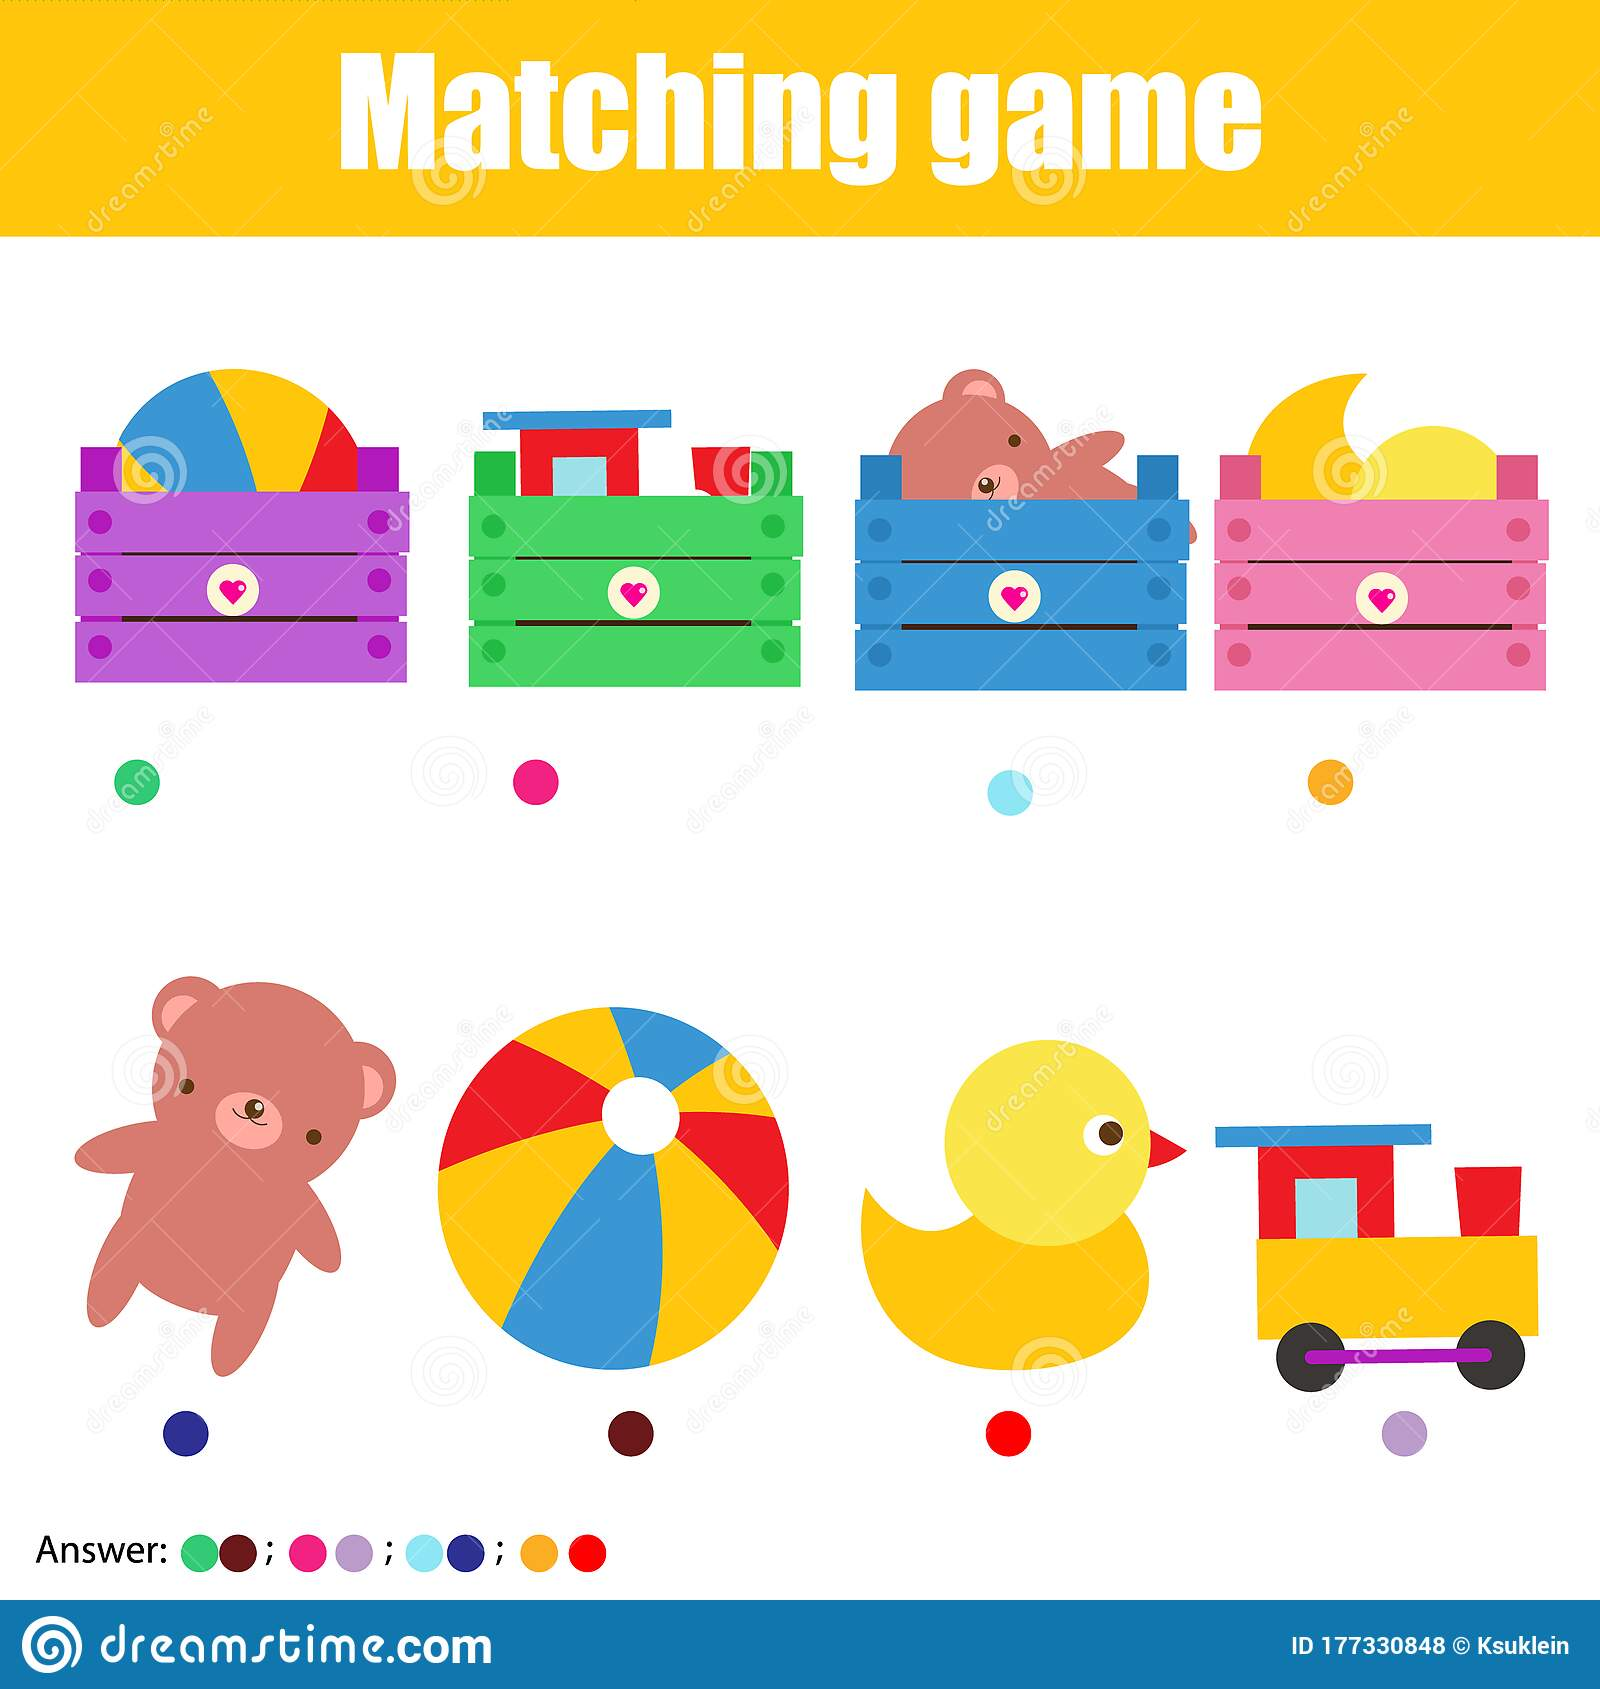 Matching game
Answer: ; ; ;
dreamstime.com
ID 177330848 © Ksuklein